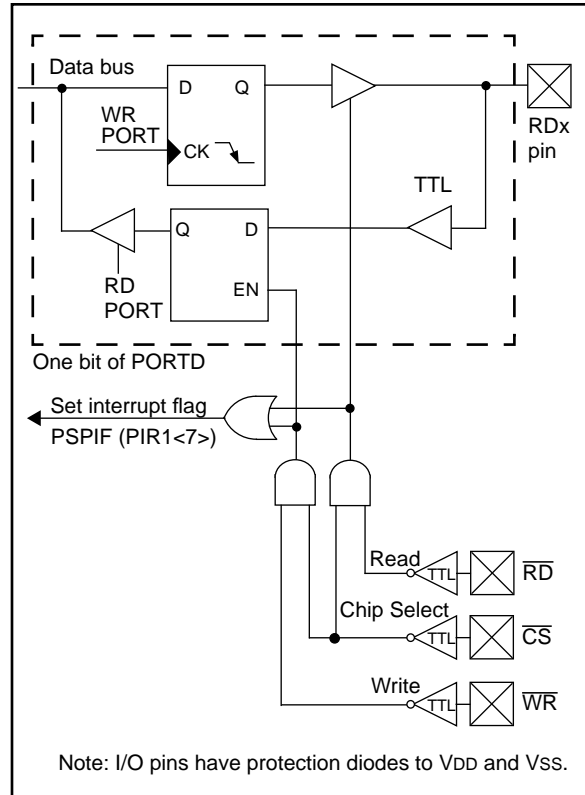 Data bus
D Q
WR
PORT
CK
RDx
pin
TTL
Q D
EN
RD
PORT
One bit of PORTD
Set interrupt flag
PSPIF (PIR1<7>)
Read
TTL
RD
Chip Select
TTL
CS
Write
TTL
WR
Note: I/O pins have protection diodes to VDD and VSS.